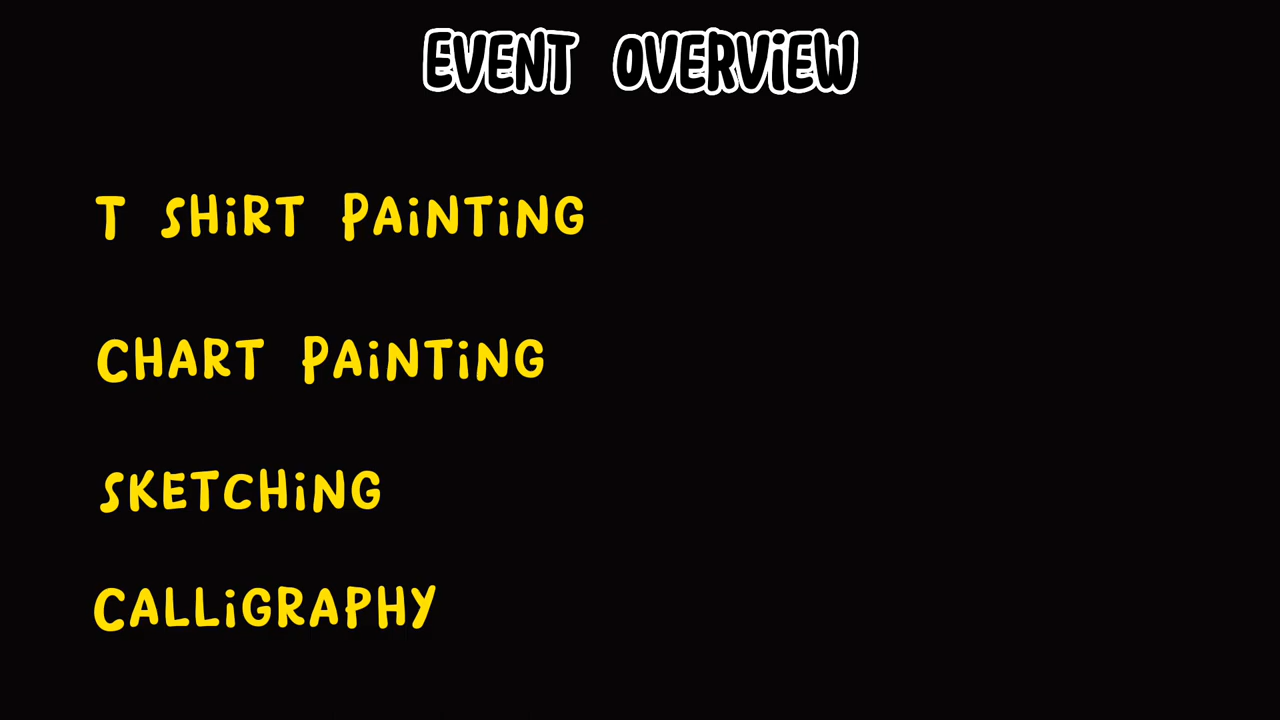 EVENT OVERViEW
T SHiRT PAiNTiNG
CHART PAiNTiNG
SKETCHiNG
CALLiGRAPHY